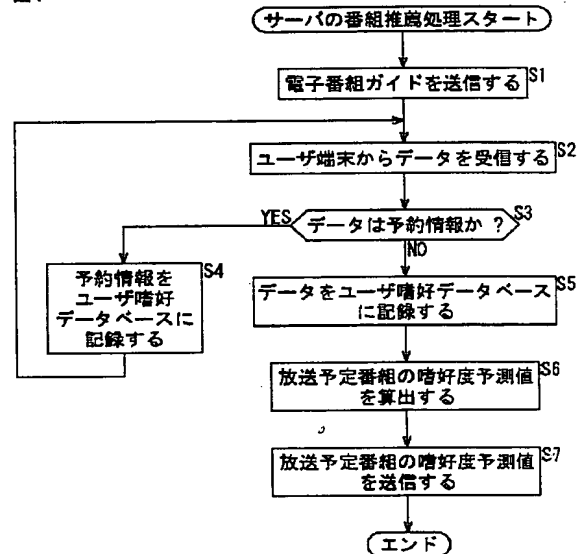 サーバの番組推薦処理スタート
電子番組ガイドを送信する S1
ユーザ端末からデータを受信する S2
データは予約情報か ? S3
YES
NO
予約情報を S4
ユーザ嗜好
データベースに
記録する
データをユーザ嗜好データベース S5
に記録する
放送予定番組の嗜好度予測値 S6
を算出する
放送予定番組の嗜好度予測値 S7
を送信する
エンド